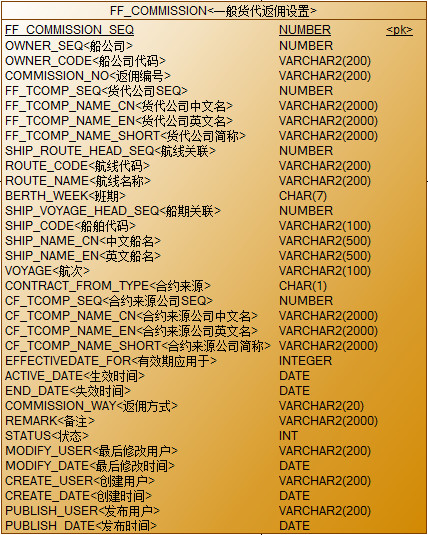 FF_COMMISSION<一般货代返佣设置>
FF_COMMISSION_SEQ NUMBER <pk>
OWNER_SEQ<船公司> NUMBER
OWNER_CODE<船公司代码> VARCHAR2(200)
COMMISSION_NO<返佣编号> VARCHAR2(200)
FF_TCOMP_SEQ<货代公司SEQ> NUMBER
FF_TCOMP_NAME_CN<货代公司中文名> VARCHAR2(2000)
FF_TCOMP_NAME_EN<货代公司英文名> VARCHAR2(2000)
FF_TCOMP_NAME_SHORT<货代公司简称> VARCHAR2(2000)
SHIP_ROUTE_HEAD_SEQ<航线关联> NUMBER
ROUTE_CODE<航线代码> VARCHAR2(200)
ROUTE_NAME<航线名称> VARCHAR2(200)
BERTH_WEEK<班期> CHAR(7)
SHIP_VOYAGE_HEAD_SEQ<船期关联> NUMBER
SHIP_CODE<船舶代码> VARCHAR2(100)
SHIP_NAME_CN<中文船名> VARCHAR2(500)
SHIP_NAME_EN<英文船名> VARCHAR2(500)
VOYAGE<航次> VARCHAR2(100)
CONTRACT_FROM_TYPE<合约来源> CHAR(1)
CF_TCOMP_SEQ<合约来源公司SEQ> NUMBER
CF_TCOMP_NAME_CN<合约来源公司中文名> VARCHAR2(2000)
CF_TCOMP_NAME_EN<合约来源公司英文名> VARCHAR2(2000)
CF_TCOMP_NAME_SHORT<合约来源公司简称> VARCHAR2(2000)
EFFECTIVEDATE_FOR<有效期应用于> INTEGER
ACTIVE_DATE<生效时间> DATE
END_DATE<失效时间> DATE
COMMISSION_WAY<返佣方式> VARCHAR2(20)
REMARK<备注> VARCHAR2(2000)
STATUS<状态> INT
MODIFY_USER<最后修改用户> VARCHAR2(200)
MODIFY_DATE<最后修改时间> DATE
CREATE_USER<创建用户> VARCHAR2(200)
CREATE_DATE<创建时间> DATE
PUBLISH_USER<发布用户> VARCHAR2(200)
PUBLISH_DATE<发布时间> DATE